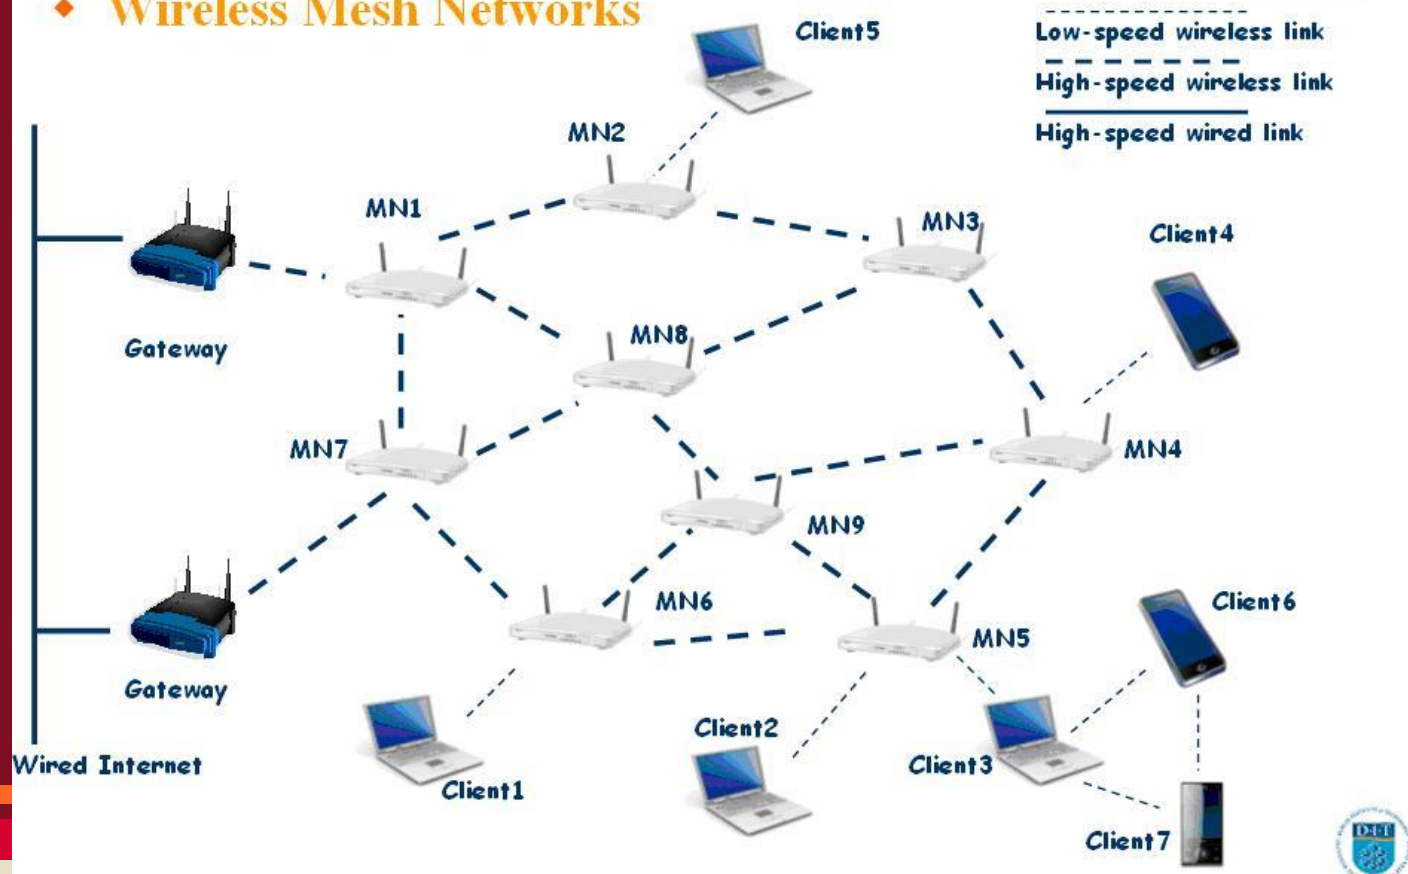 Wireless Mesh Networks
Client5
Low-speed wireless link
High-speed wireless link
High-speed wired link
MN2
MN1
MN3
Client4
Gateway
MN8
MN7
MN4
MN9
MN6
Client6
MN5
Gateway
Client2
Wired Internet
Client3
Client1
Client7
D·I·T